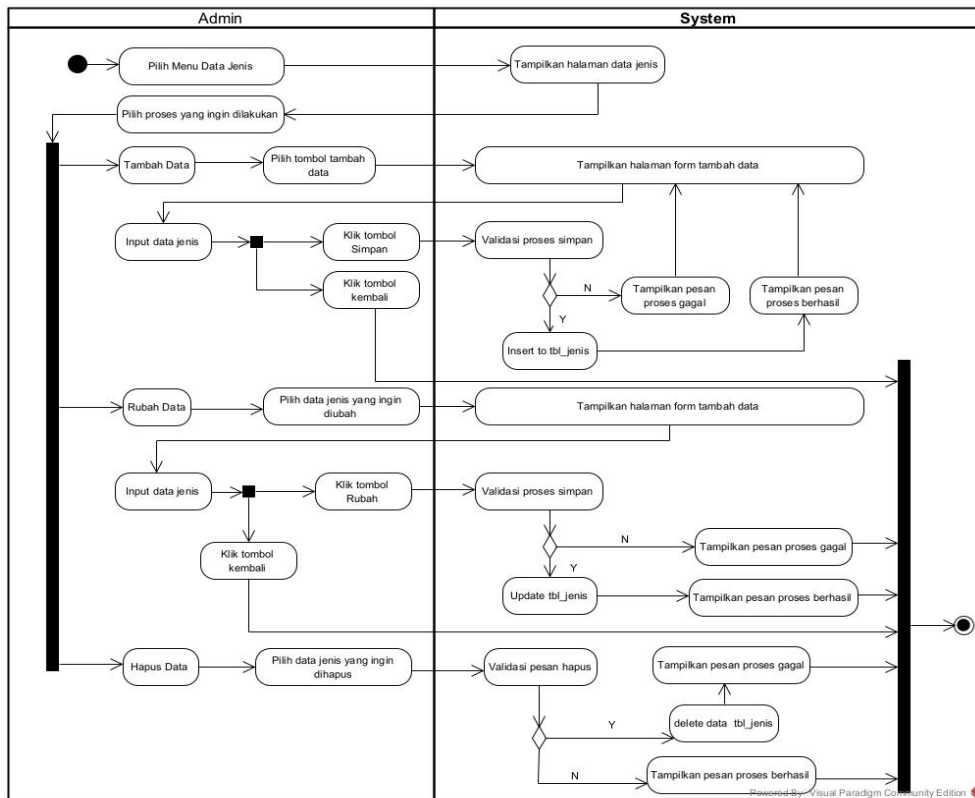 Admin
System
Pilih Menu Data Jenis
Tampilkan halaman data jenis
Pilih proses yang ingin dilakukan
Tambah Data
Pilih tombol tambah
data
Tampilkan halaman form tambah data
Input data jenis
Klik tombol
Simpan
Validasi proses simpan
Klik tombol
kembali
N
Tampilkan pesan
proses gagal
Tampilkan pesan
proses berhasil
Y
Insert to tbl_jenis
Rubah Data
Pilih data jenis yang ingin
diubah
Tampilkan halaman form tambah data
Input data jenis
Klik tombol
Rubah
Validasi proses simpan
Klik tombol
kembali
N
Tampilkan pesan proses gagal
Y
Update tbl_jenis
Tampilkan pesan proses berhasil
Hapus Data
Pilih data jenis yang ingin
dihapus
Validasi pesan hapus
Tampilkan pesan proses gagal
Y
delete data tbl_jenis
N
Tampilkan pesan proses berhasil
Powered By: Visual Paradigm Community Edition